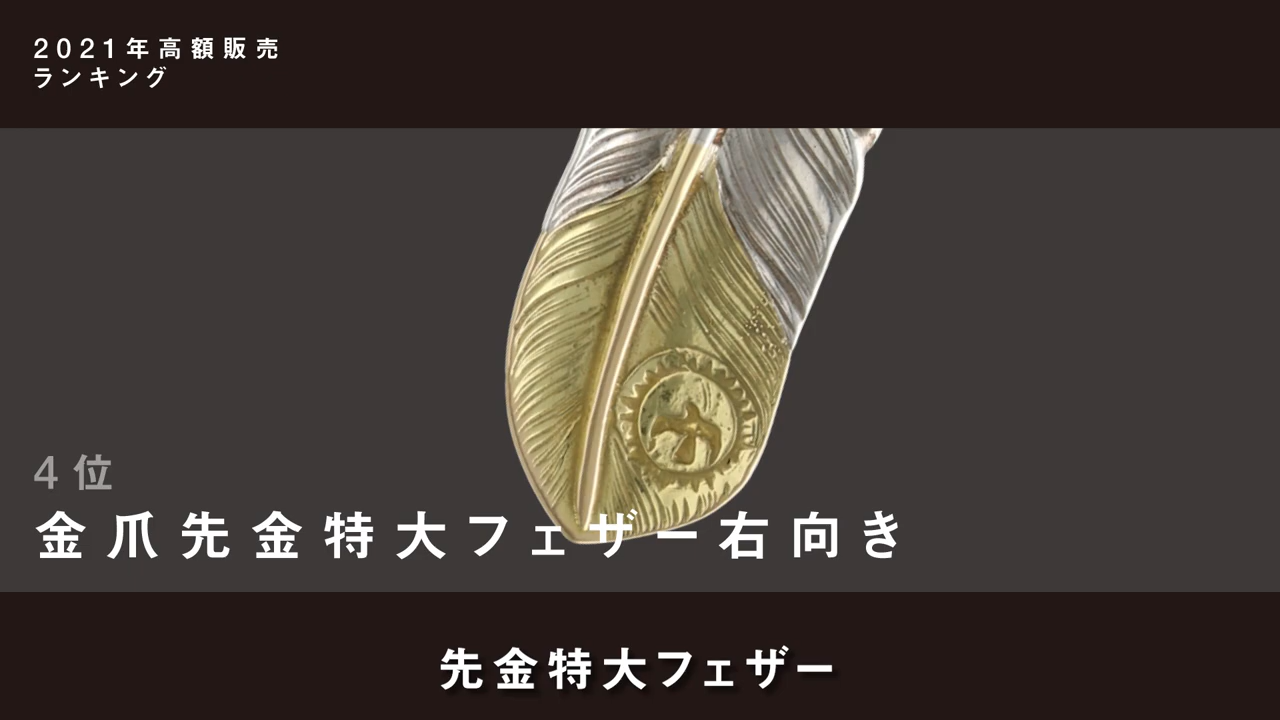 2021年高額販売
ランキング
4位
金爪先金特大フェザー右向き
先金特大フェザー